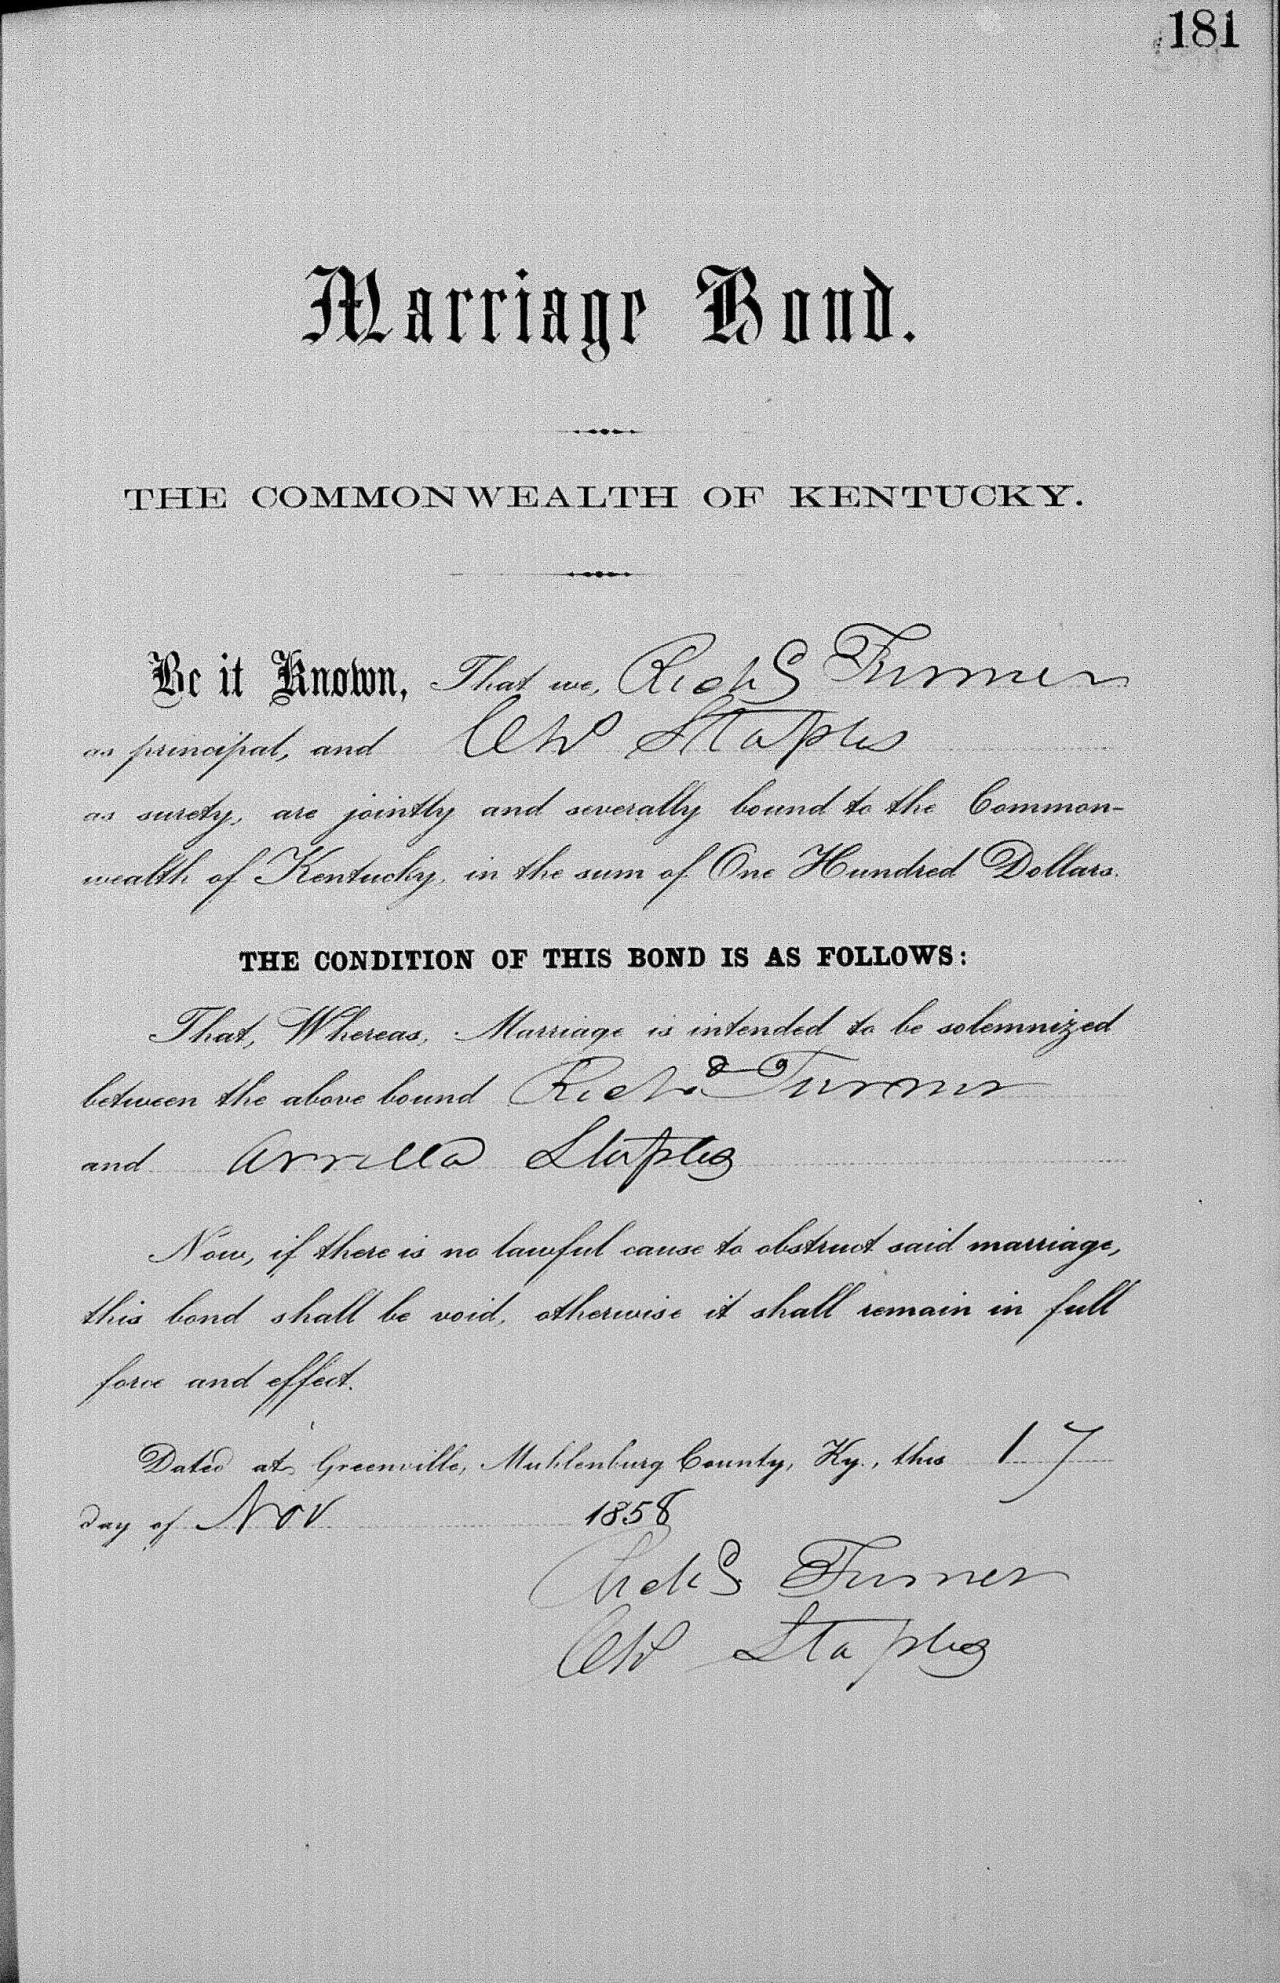 181
Marriage Bond.
THE COMMONWEALTH OF KENTUCKY.
Be it Known, That we, Richd Turner
as principal, and CW Staples
as surety, are jointly and severally bound to the Common-
wealth of Kentucky, in the sum of One Hundred Dollars.
THE CONDITION OF THIS BOND IS AS FOLLOWS:
That, Whereas, Marriage is intended to be solemnized
between the above bound Richd Turner
and Arrilla Staples
Now, if there is no lawful cause to obstruct said marriage,
this bond shall be void, otherwise it shall remain in full
force and effect.
Dated at Greenville, Muhlenburg County, Ky., this 17
day of Nov 1858
Richd Turner
CW Staples